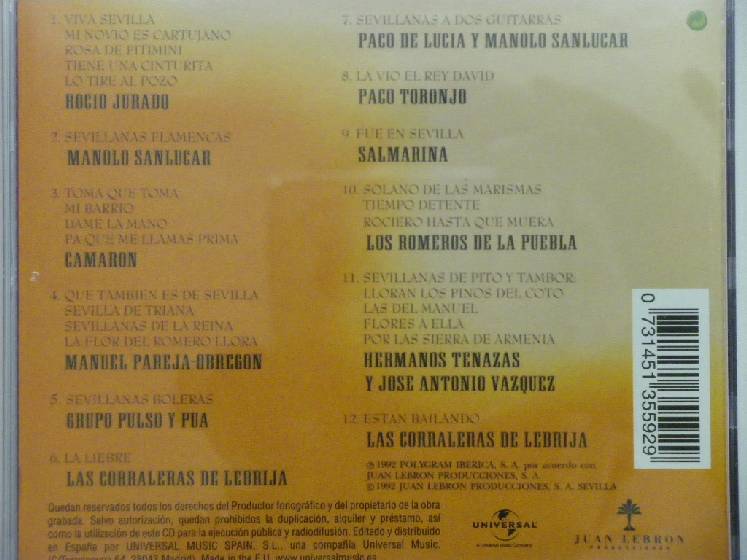 1. VIVA SEVILLA
MI NOVIO ES CARTUJANO
ROSA DE PITIMINI
TIENE UNA CINTURITA
LO TIRE AL POZO
ROCIO JURADO
2. SEVILLANAS FLAMENCAS
MANOLO SANLUCAR
3. TOMA QUE TOMA
MI BARRIO
DAME LA MANO
PA QUE ME LLAMAS PRIMA
CAMARON
4. QUE TAMBIEN ES DE SEVILLA
SEVILLA DE TRIANA
SEVILLANAS DE LA REINA
LA FLOR DEL ROMERO LLORA
MANUEL PAREJA-OBREGON
5. SEVILLANAS BOLERAS
GRUPO PULSO Y PUA
6. LA LIEBRE
LAS CORRALERAS DE LEBRIJA
7. SEVILLANAS A DOS GUITARRAS
PACO DE LUCIA Y MANOLO SANLUCAR
8. LA VIO EL REY DAVID
PACO TORONJO
9. FUE EN SEVILLA
SALMARINA
10. SOLANO DE LAS MARISMAS
TIEMPO DETENTE
ROCIERO HASTA QUE MUERA
LOS ROMEROS DE LA PUEBLA
11. SEVILLANAS DE PITO Y TAMBOR:
LLORAN LOS PINOS DEL COTO
LAS DEL MANUEL
FLORES A ELLA
POR LAS SIERRA DE ARMENIA
HERMANOS TENAZAS
Y JOSE ANTONIO VAZQUEZ
12. ESTAN BAILANDO
LAS CORRALERAS DE LEBRIJA
℗ 1992 POLYGRAM IBERICA, S. A. por acuerdo con
JUAN LEBRON PRODUCCIONES, S. A.
© 1992 JUAN LEBRON PRODUCCIONES, S. A. SEVILLA
0 731451 355929
Quedan reservados todos los derechos del Productor fonográfico y del propietario de la obra
grabada. Salvo autorización, quedan prohibidos la duplicación, alquiler y préstamo, así
como la utilización de este CD para la ejecución pública y radiodifusión. Editado y distribuido
en España por UNIVERSAL MUSIC SPAIN, S.L., una compañía Universal Music.
28043 Madrid). Made in the E.U. www.universalmusic.es
UNIVERSAL
JUAN LEBRON
PRODUCCIONES